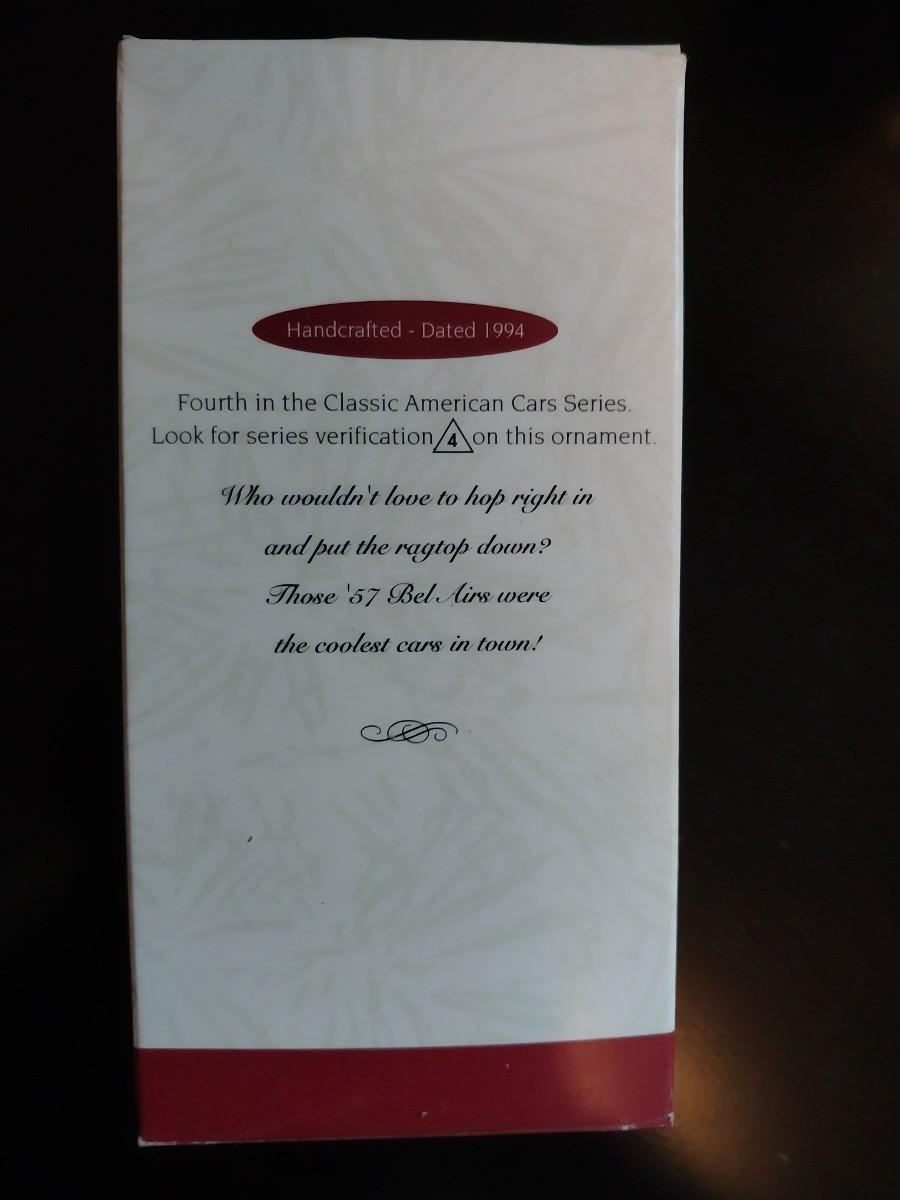 Handcrafted - Dated 1994
Fourth in the Classic American Cars Series.
Look for series verification 4 on this ornament.
Who wouldn't love to hop right in
and put the ragtop down?
Those '57 Bel Airs were
the coolest cars in town!